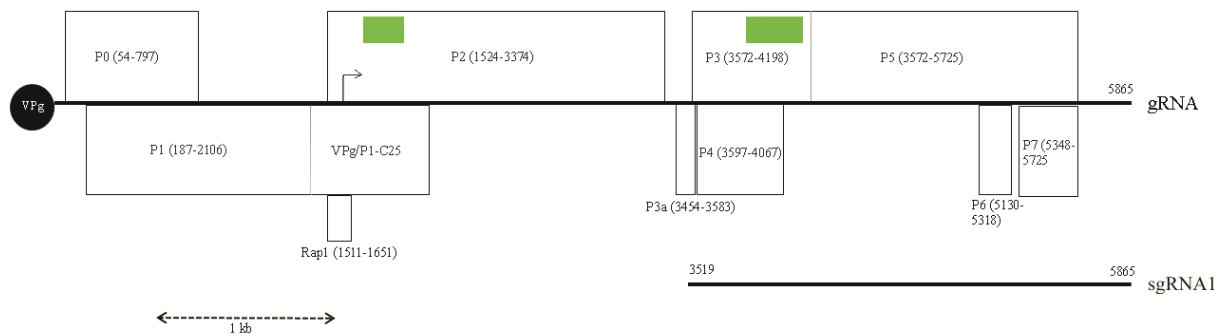 P0 (54-797)
P2 (1524-3374)
P3 (3572-4198)
P5 (3572-5725)
5865
VPg
gRNA
P1 (187-2106)
VPg/P1-C25
P4 (3597-4067)
P7 (5348-
5725
P3a (3454-3583)
P6 (5130-
5318)
Rap1 (1511-1651)
3519
5865
sgRNA1
1 kb